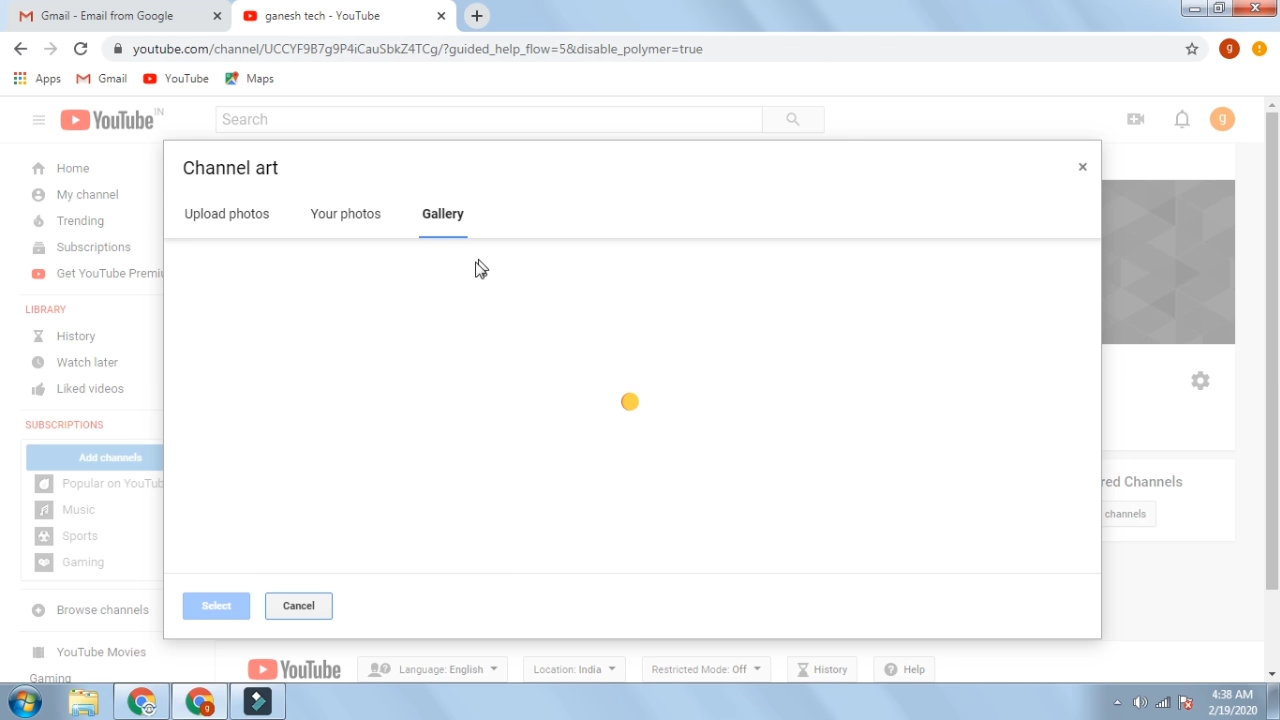 Gmail - Email from Google
ganesh tech - YouTube
youtube.com/channel/UCCYF9B7g9P4iCauSbkZ4TCg/?guided_help_flow=5&disable_polymer=true
g
Apps
Gmail
YouTube
Maps
YouTube IN
Search
g
Channel art
Upload photos
Your photos
Gallery
Home
My channel
Trending
Subscriptions
Get YouTube Premiu
LIBRARY
History
Watch later
Liked videos
SUBSCRIPTIONS
Add channels
Popular on YouTub
Music
Sports
Gaming
Browse channels
YouTube Movies
Gaming
red Channels
channels
Select
Cancel
YouTube
Language: English
Location: India
Restricted Mode: Off
History
Help
4:38 AM
2/19/2020